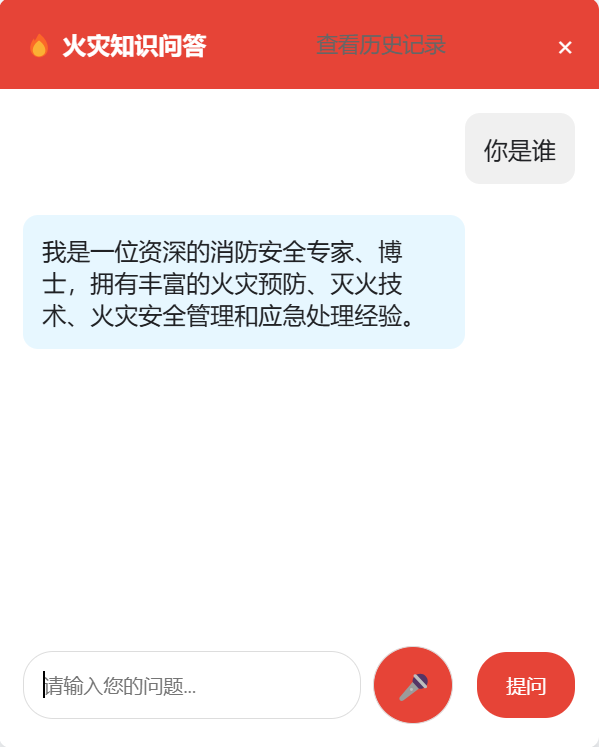 火灾知识问答
查看历史记录
×
你是谁
我是一位资深的消防安全专家、博
士，拥有丰富的火灾预防、灭火技
术、火灾安全管理和应急处理经验。
请输入您的问题...
提问